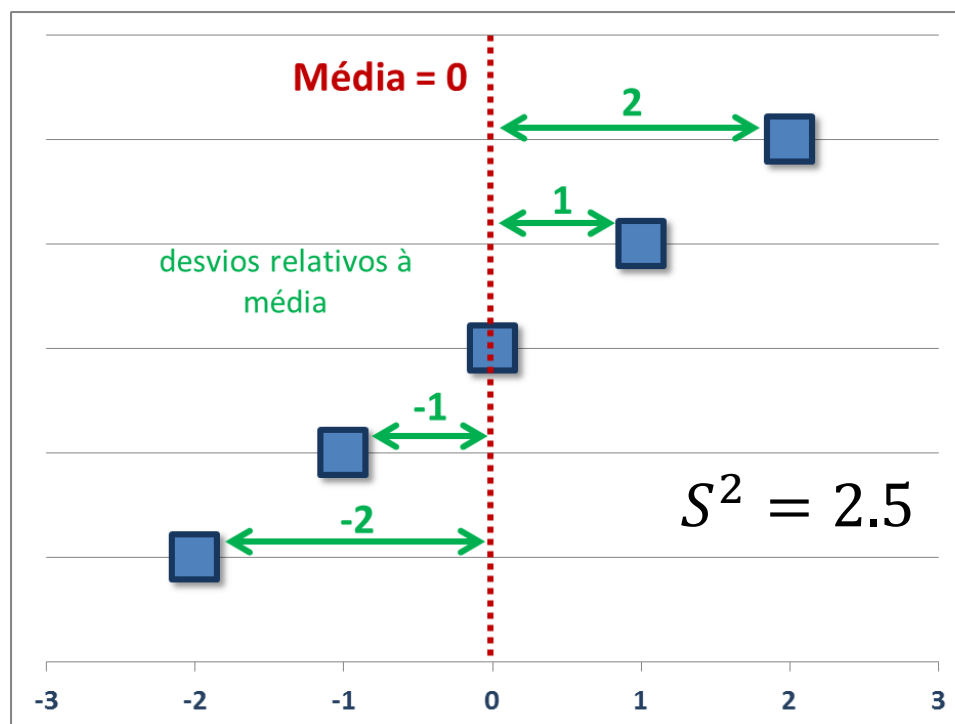 Média = 0
2
1
desvios relativos à
média
-1
S² = 2.5
-2
-3 -2 -1 0 1 2 3